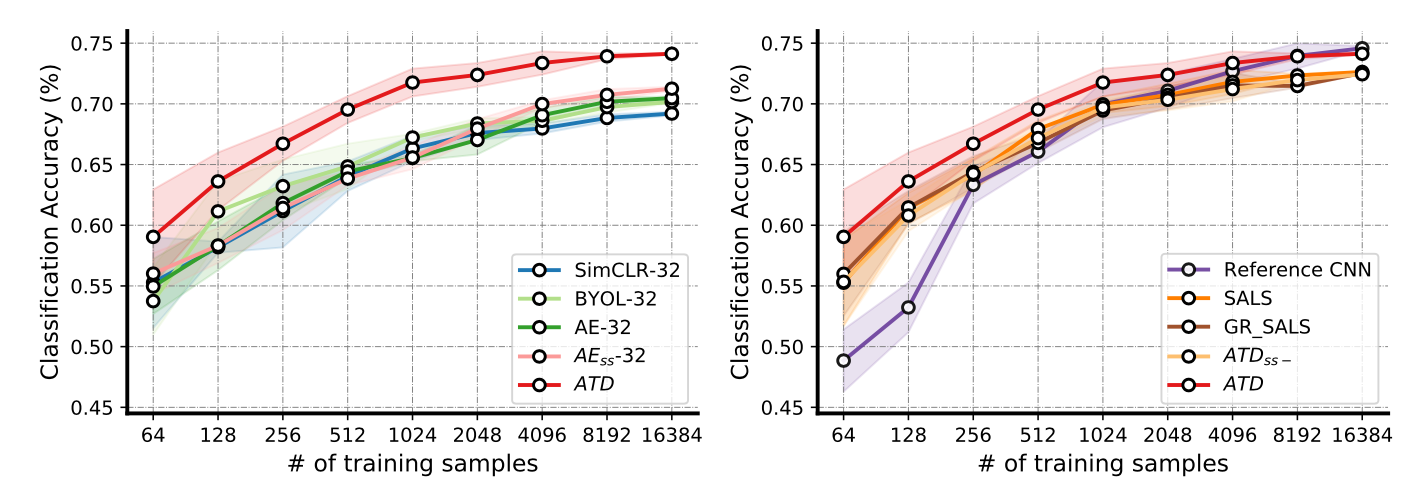 Classification Accuracy (%)
0.75
0.70
0.65
0.60
0.55
0.50
0.45
SimCLR-32
BYOL-32
AE-32
AEss-32
ATD
64 128 256 512 1024 2048 4096 8192 16384
# of training samples
Classification Accuracy (%)
0.75
0.70
0.65
0.60
0.55
0.50
0.45
Reference CNN
SALS
GR_SALS
ATDss−
ATD
64 128 256 512 1024 2048 4096 8192 16384
# of training samples